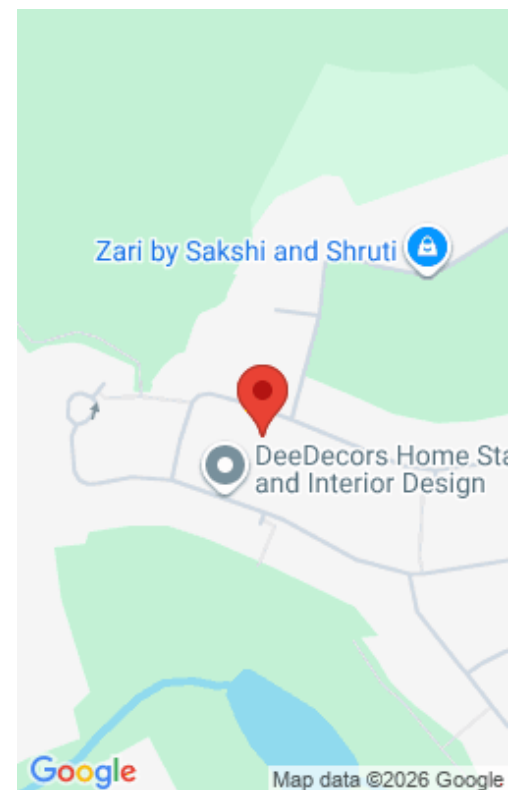 Zari by Sakshi and Shruti
DeeDecors Home Sta
and Interior Design
Google
Map data ©2026 Google